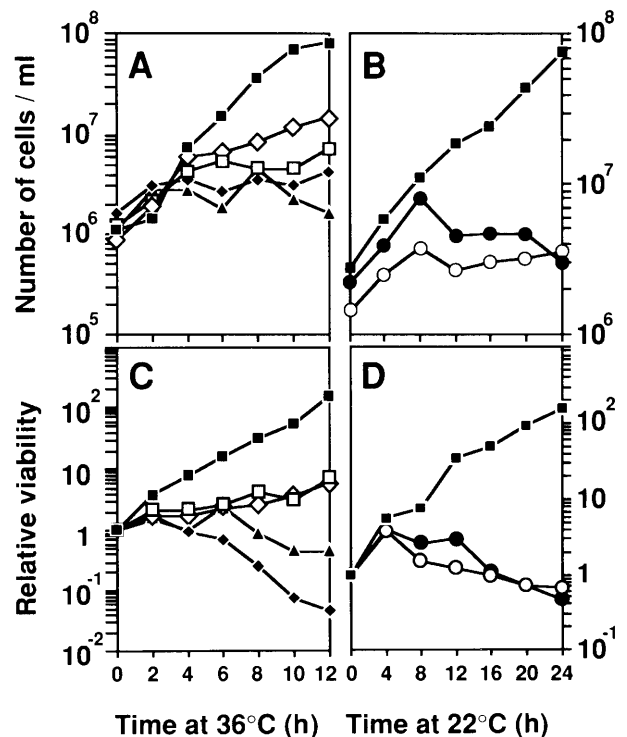 10^8
10^7
10^6
10^5
Number of cells / ml
A
B
10^8
10^7
10^6
10^2
10
1
10^-1
10^-2
Relative viability
C
D
10^2
10
1
10^-1
0 2 4 6 8 10 12
0 4 8 12 16 20 24
Time at 36°C (h)
Time at 22°C (h)